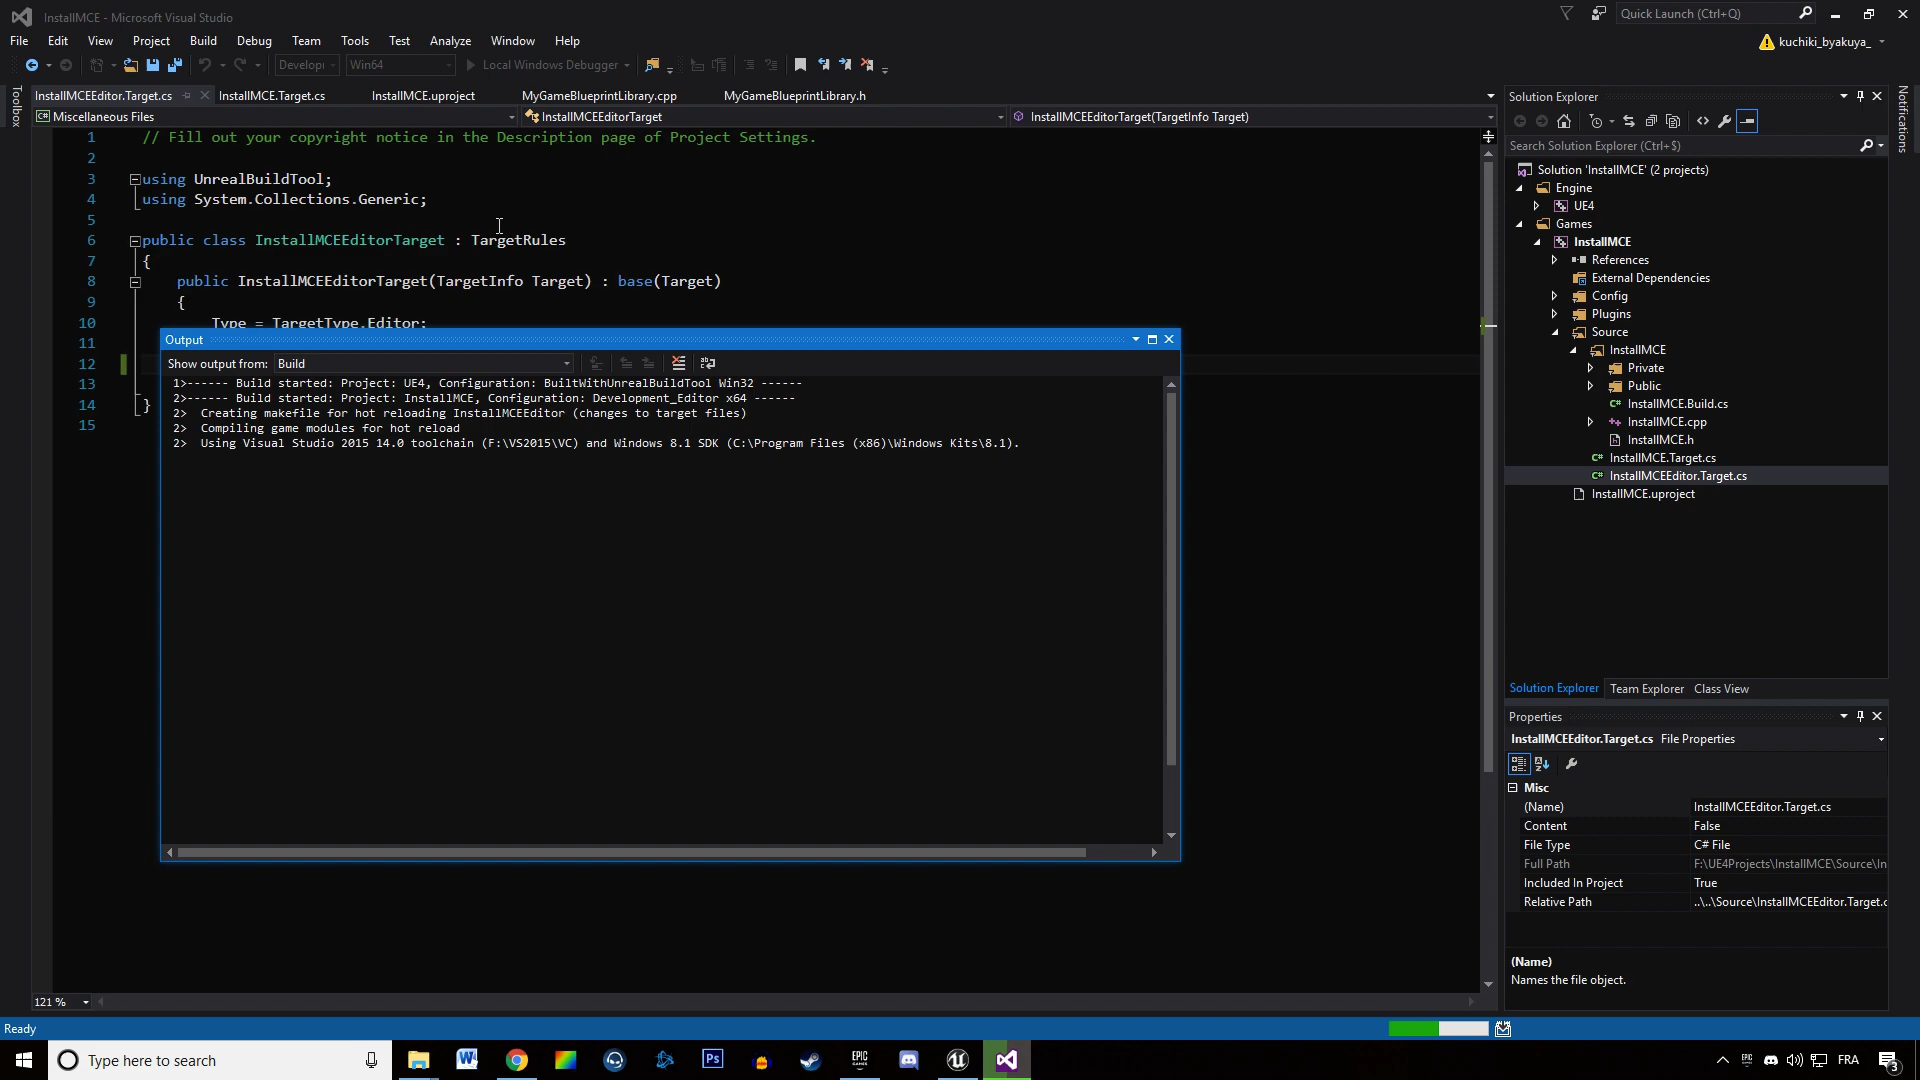 InstallMCE - Microsoft Visual Studio
Quick Launch (Ctrl+Q)
File Edit View Project Build Debug Team Tools Test Analyze Window Help
kuchiki_byakuya_
Develop Win64 Local Windows Debugger
Toolbox
InstallMCEEditor.Target.cs InstallMCE.Target.cs InstallMCE.uproject MyGameBlueprintLibrary.cpp MyGameBlueprintLibrary.h
C# Miscellaneous Files InstallMCEEditorTarget InstallMCEEditorTarget(TargetInfo Target)
1 // Fill out your copyright notice in the Description page of Project Settings.
2
3 using UnrealBuildTool;
4 using System.Collections.Generic;
5
6 public class InstallMCEEditorTarget : TargetRules
7 {
8 public InstallMCEEditorTarget(TargetInfo Target) : base(Target)
9 {
10 Type = TargetType.Editor;
11
12
13
14 }
15
Output
Show output from: Build
1>------ Build started: Project: UE4, Configuration: BuiltWithUnrealBuildTool Win32 ------
2>------ Build started: Project: InstallMCE, Configuration: Development_Editor x64 ------
2> Creating makefile for hot reloading InstallMCEEditor (changes to target files)
2> Compiling game modules for hot reload
2> Using Visual Studio 2015 14.0 toolchain (F:\VS2015\VC) and Windows 8.1 SDK (C:\Program Files (x86)\Windows Kits\8.1).
121 %
Solution Explorer
Notifications
Search Solution Explorer (Ctrl+$)
Solution 'InstallMCE' (2 projects)
Engine
UE4
Games
InstallMCE
References
External Dependencies
Config
Plugins
Source
InstallMCE
Private
Public
C# InstallMCE.Build.cs
++ InstallMCE.cpp
h InstallMCE.h
C# InstallMCE.Target.cs
C# InstallMCEEditor.Target.cs
InstallMCE.uproject
Solution Explorer Team Explorer Class View
Properties
InstallMCEEditor.Target.cs File Properties
Misc
(Name) InstallMCEEditor.Target.cs
Content False
File Type C# File
Full Path F:\UE4Projects\InstallMCE\Source\In
Included In Project True
Relative Path ..\..\Source\InstallMCEEditor.Target.c
(Name)
Names the file object.
Ready
Type here to search
W Ps EPIC GAMES
FRA
3